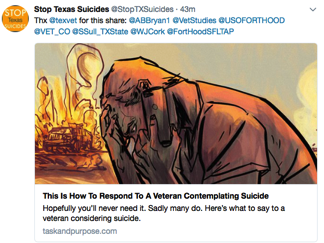 STOP
Texas
SUICIDES
Stop Texas Suicides @StopTXSuicides · 43m
Thx @texvet for this share: @ABBryan1 @VetStudies @USOFORTHOOD
@VET_CO @SSull_TXState @WJCork @FortHoodSFLTAP
This Is How To Respond To A Veteran Contemplating Suicide
Hopefully you'll never need it. Sadly many do. Here's what to say to a
veteran considering suicide.
taskandpurpose.com